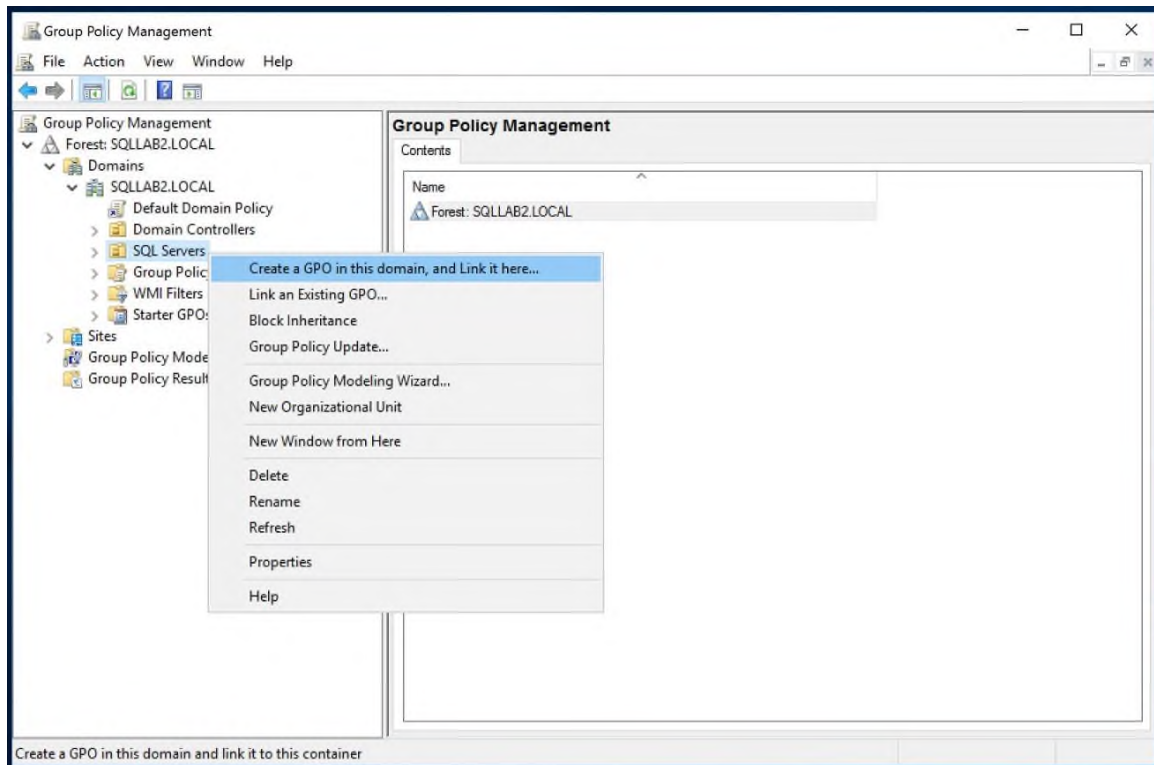 Group Policy Management
File Action View Window Help
Group Policy Management
Forest: SQLLAB2.LOCAL
Domains
SQLLAB2.LOCAL
Default Domain Policy
Domain Controllers
SQL Servers
Group Polic
WMI Filters
Starter GPO
Sites
Group Policy Mode
Group Policy Result
Create a GPO in this domain, and Link it here...
Link an Existing GPO...
Block Inheritance
Group Policy Update...
Group Policy Modeling Wizard...
New Organizational Unit
New Window from Here
Delete
Rename
Refresh
Properties
Help
Group Policy Management
Contents
Name
Forest: SQLLAB2.LOCAL
Create a GPO in this domain and link it to this container